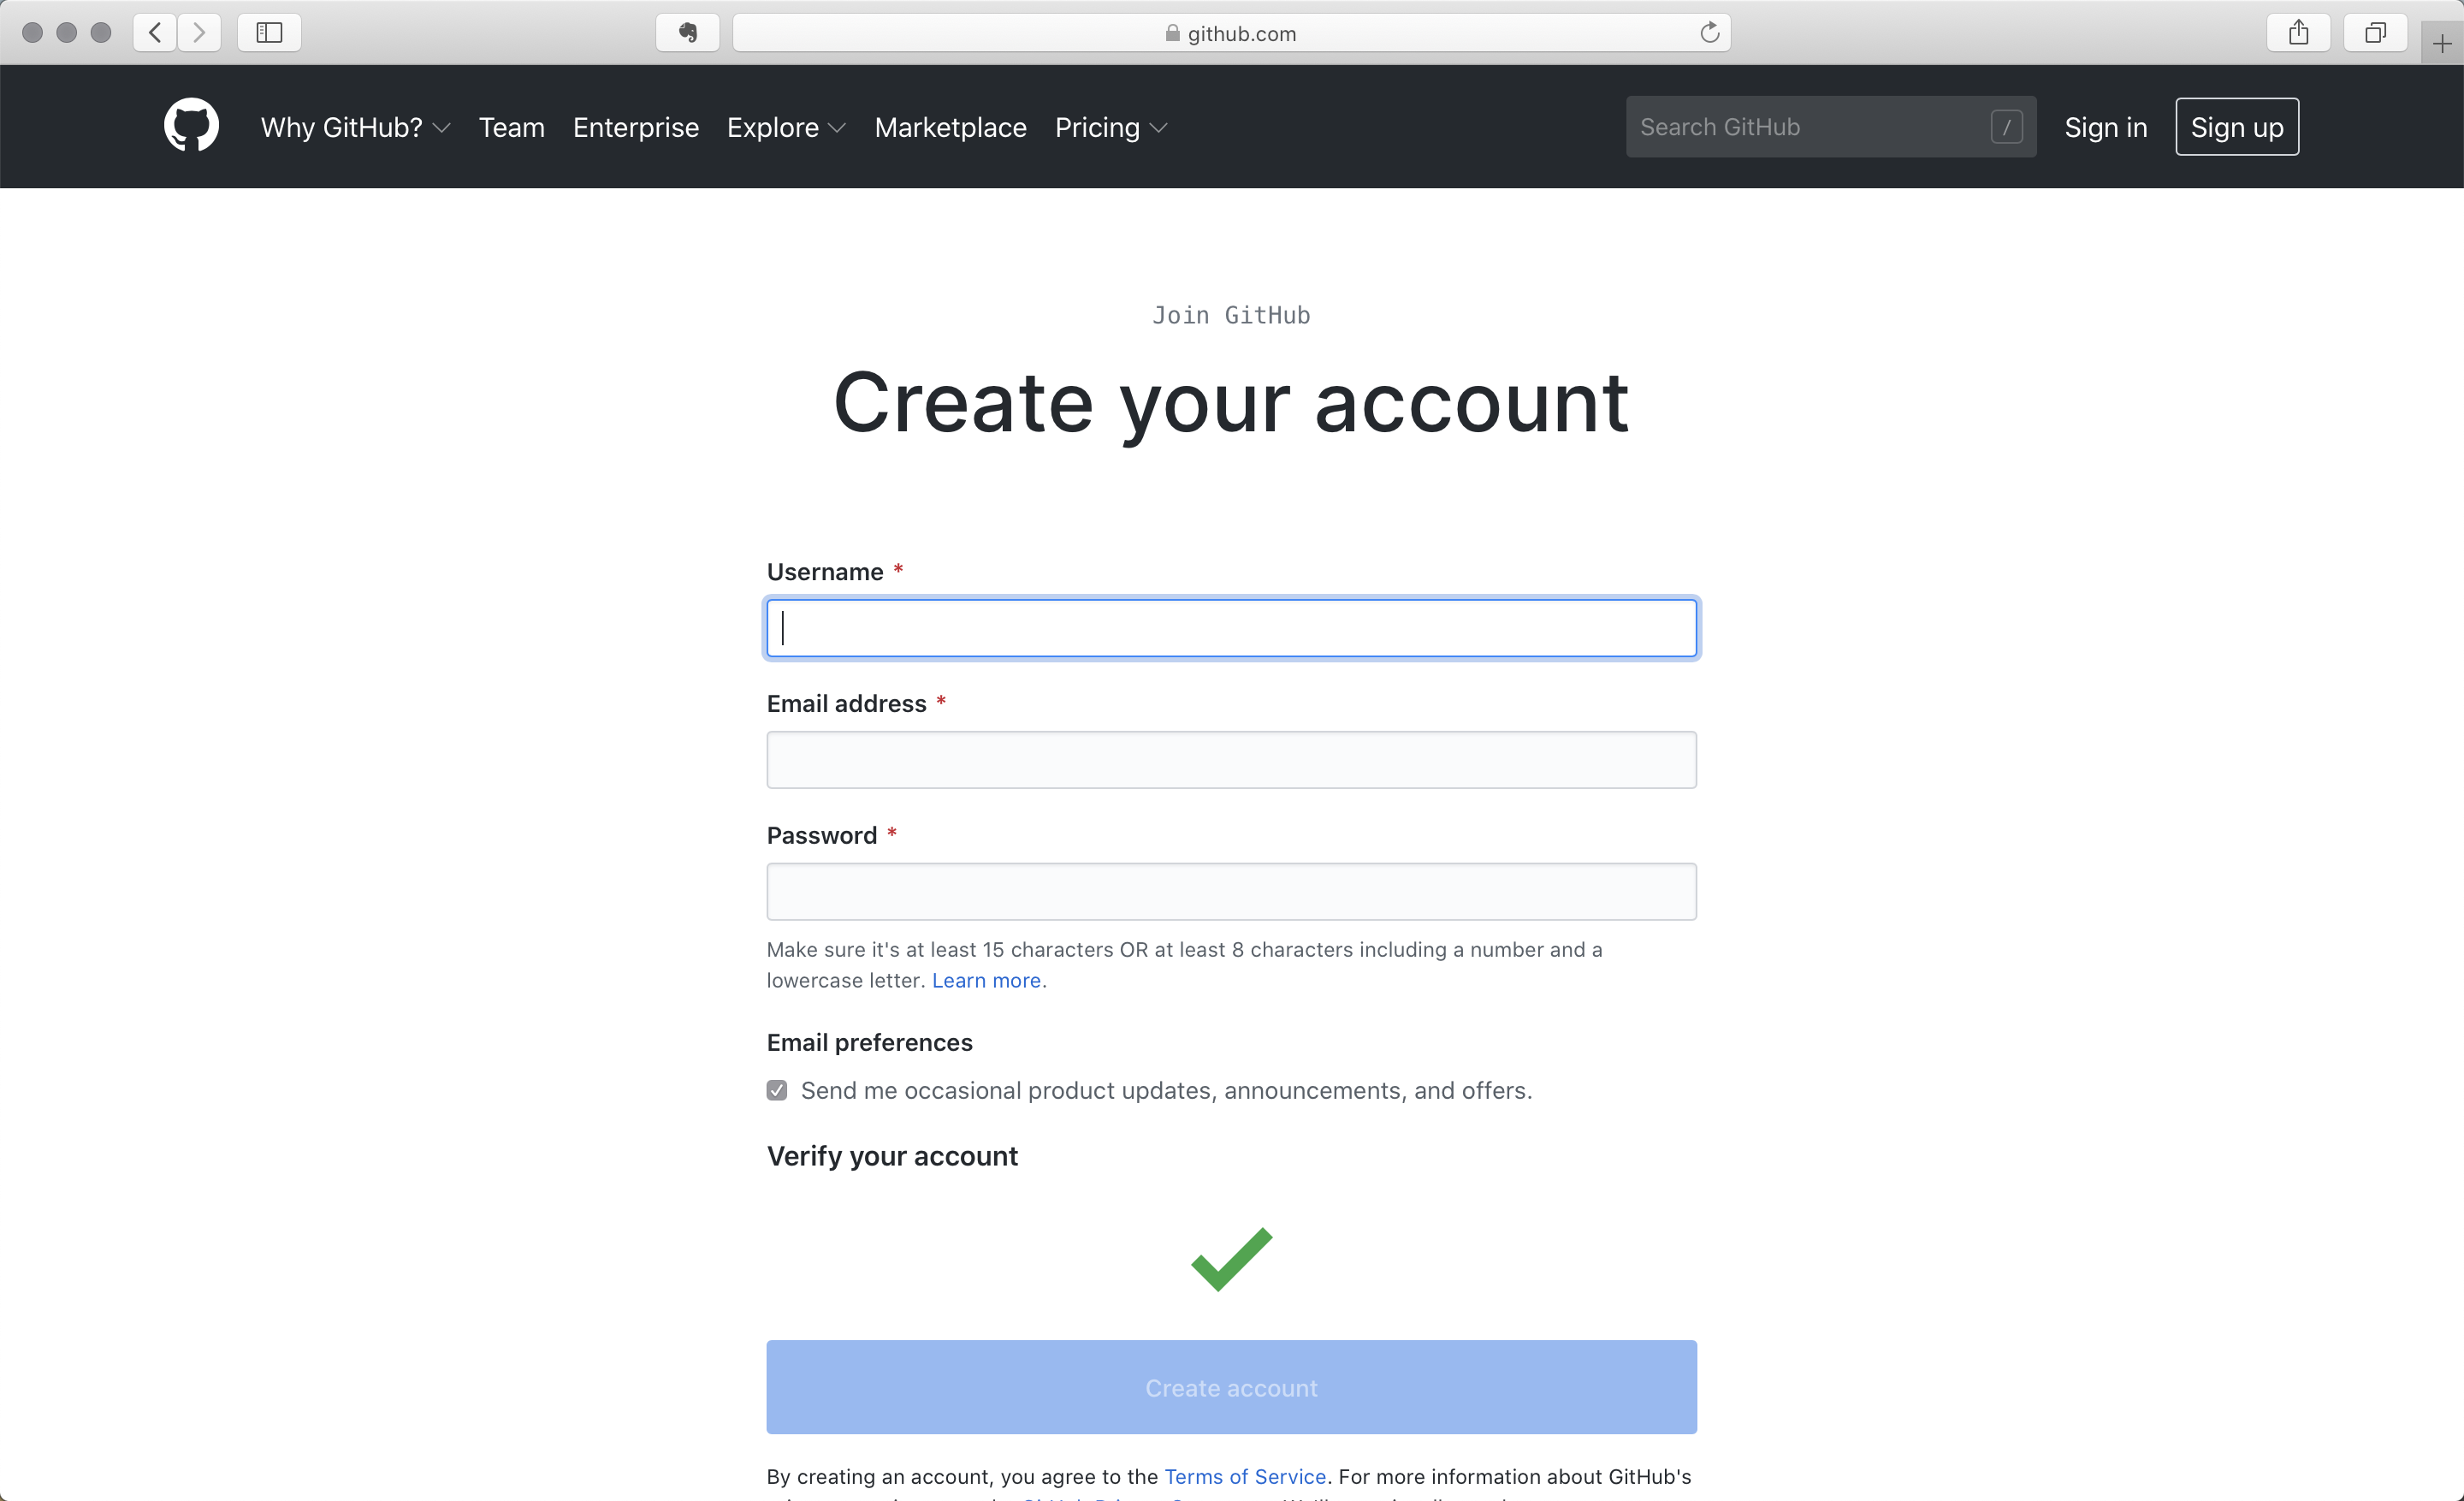 github.com
Why GitHub? Team Enterprise Explore Marketplace Pricing Search GitHub / Sign in Sign up
Join GitHub
Create your account
Username *
Email address *
Password *
Make sure it's at least 15 characters OR at least 8 characters including a number and a
lowercase letter. Learn more.
Email preferences
Send me occasional product updates, announcements, and offers.
Verify your account
Create account
By creating an account, you agree to the Terms of Service. For more information about GitHub's